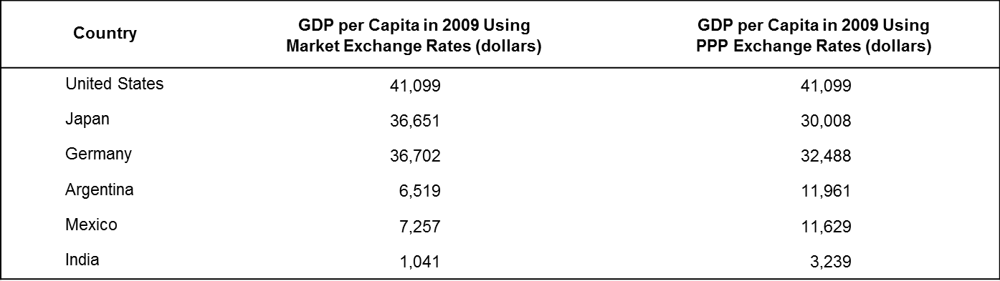 Country
GDP per Capita in 2009 Using
Market Exchange Rates (dollars)
GDP per Capita in 2009 Using
PPP Exchange Rates (dollars)
United States 41,099 41,099
Japan 36,651 30,008
Germany 36,702 32,488
Argentina 6,519 11,961
Mexico 7,257 11,629
India 1,041 3,239